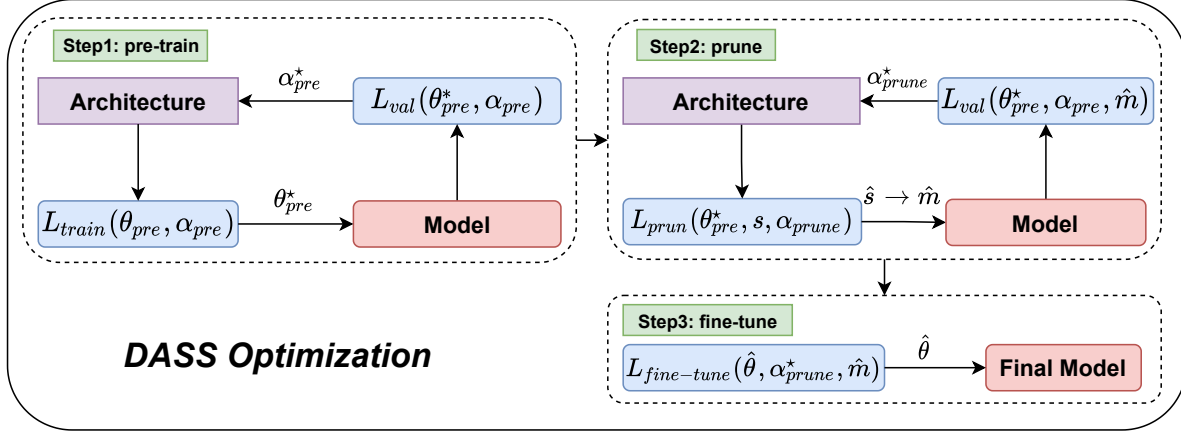 Step1: pre-train
α⋆pre
Architecture
Lval(θ*pre, αpre)
Ltrain(θpre, αpre)
θ⋆pre
Model
Step2: prune
α⋆prune
Architecture
Lval(θ⋆pre, αpre, m̂)
Lprun(θ⋆pre, s, αprune)
ŝ → m̂
Model
Step3: fine-tune
Lfine−tune(θ̂, α⋆prune, m̂)
θ̂
Final Model
DASS Optimization